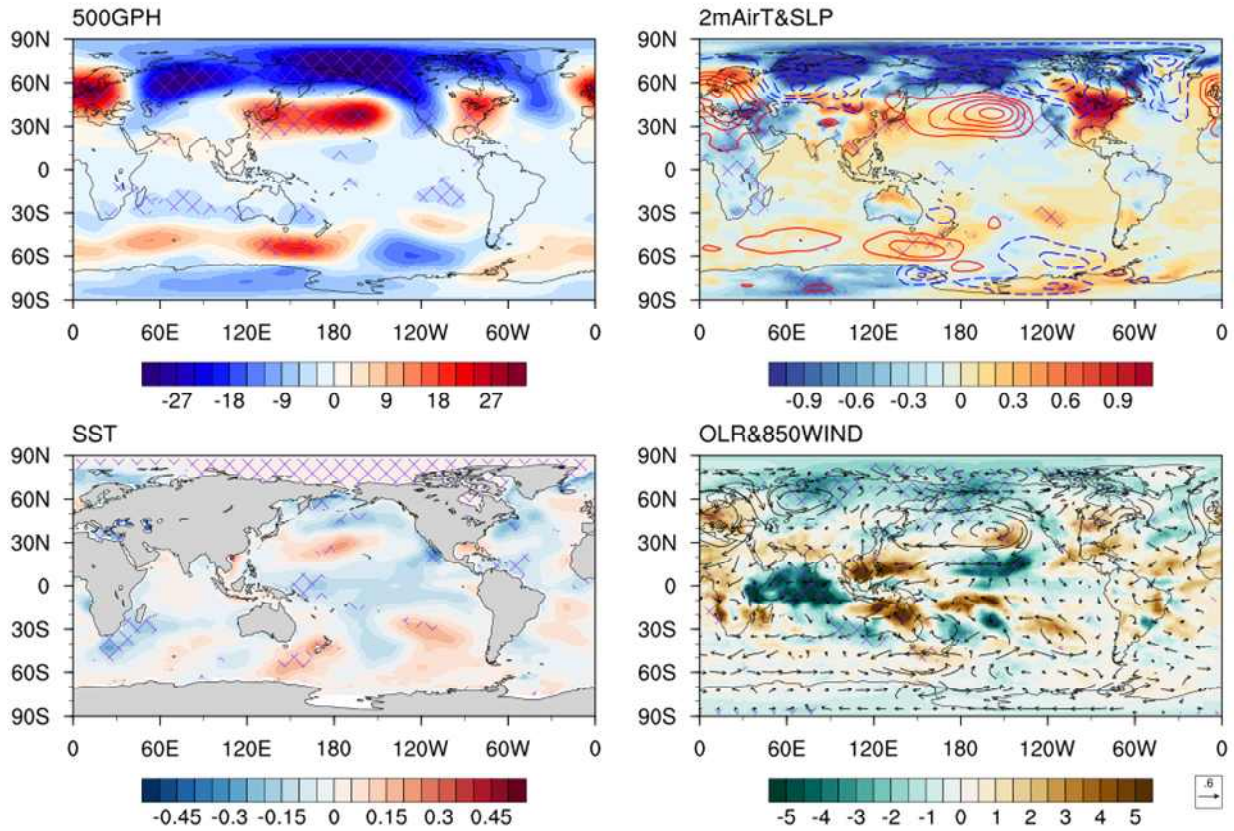 500GPH
90N
60N
30N
0
30S
60S
90S
0 60E 120E 180 120W 60W 0
-27 -18 -9 0 9 18 27
2mAirT&SLP
90N
60N
30N
0
30S
60S
90S
0 60E 120E 180 120W 60W 0
-0.9 -0.6 -0.3 0 0.3 0.6 0.9
SST
90N
60N
30N
0
30S
60S
90S
0 60E 120E 180 120W 60W 0
-0.45 -0.3 -0.15 0 0.15 0.3 0.45
OLR&850WIND
90N
60N
30N
0
30S
60S
90S
0 60E 120E 180 120W 60W 0
-5 -4 -3 -2 -1 0 1 2 3 4 5
.6